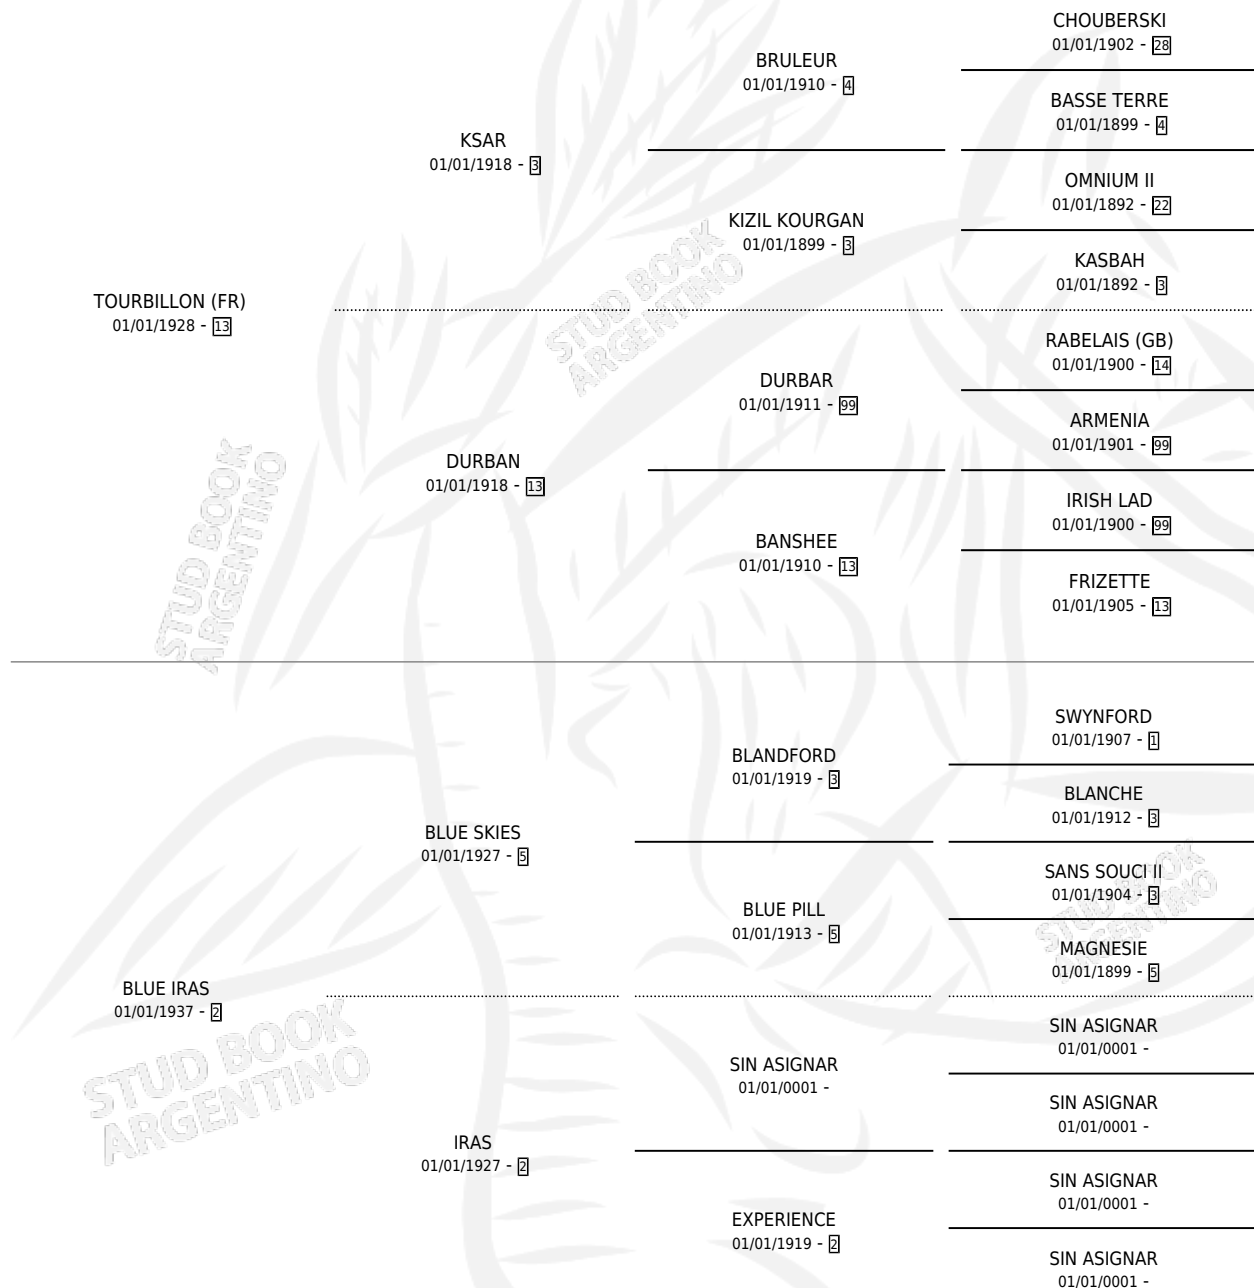 CHOUBERSKI
01/01/1902 - 28
BRULEUR
01/01/1910 - 4
BASSE TERRE
01/01/1899 - 4
KSAR
01/01/1918 - 3
OMNIUM II
01/01/1892 - 22
KIZIL KOURGAN
01/01/1899 - 3
KASBAH
01/01/1892 - 3
TOURBILLON (FR)
01/01/1928 - 13
STUD BOOK
ARGENTINO
RABELAIS (GB)
01/01/1900 - 14
DURBAR
01/01/1911 - 99
ARMENIA
01/01/1901 - 99
DURBAN
01/01/1918 - 13
IRISH LAD
01/01/1900 - 99
BANSHEE
01/01/1910 - 13
FRIZETTE
01/01/1905 - 13
STUD BOOK
ARGENTINO
SWYNFORD
01/01/1907 - 1
BLANDFORD
01/01/1919 - 3
BLANCHE
01/01/1912 - 3
BLUE SKIES
01/01/1927 - 5
SANS SOUCI II
01/01/1904 - 3
BLUE PILL
01/01/1913 - 5
STUD BOOK
ARGENTINO
MAGNESIE
01/01/1899 - 5
BLUE IRAS
01/01/1937 - 2
STUD BOOK
ARGENTINO
SIN ASIGNAR
01/01/0001 -
SIN ASIGNAR
01/01/0001 -
SIN ASIGNAR
01/01/0001 -
IRAS
01/01/1927 - 2
SIN ASIGNAR
01/01/0001 -
EXPERIENCE
01/01/1919 - 2
SIN ASIGNAR
01/01/0001 -